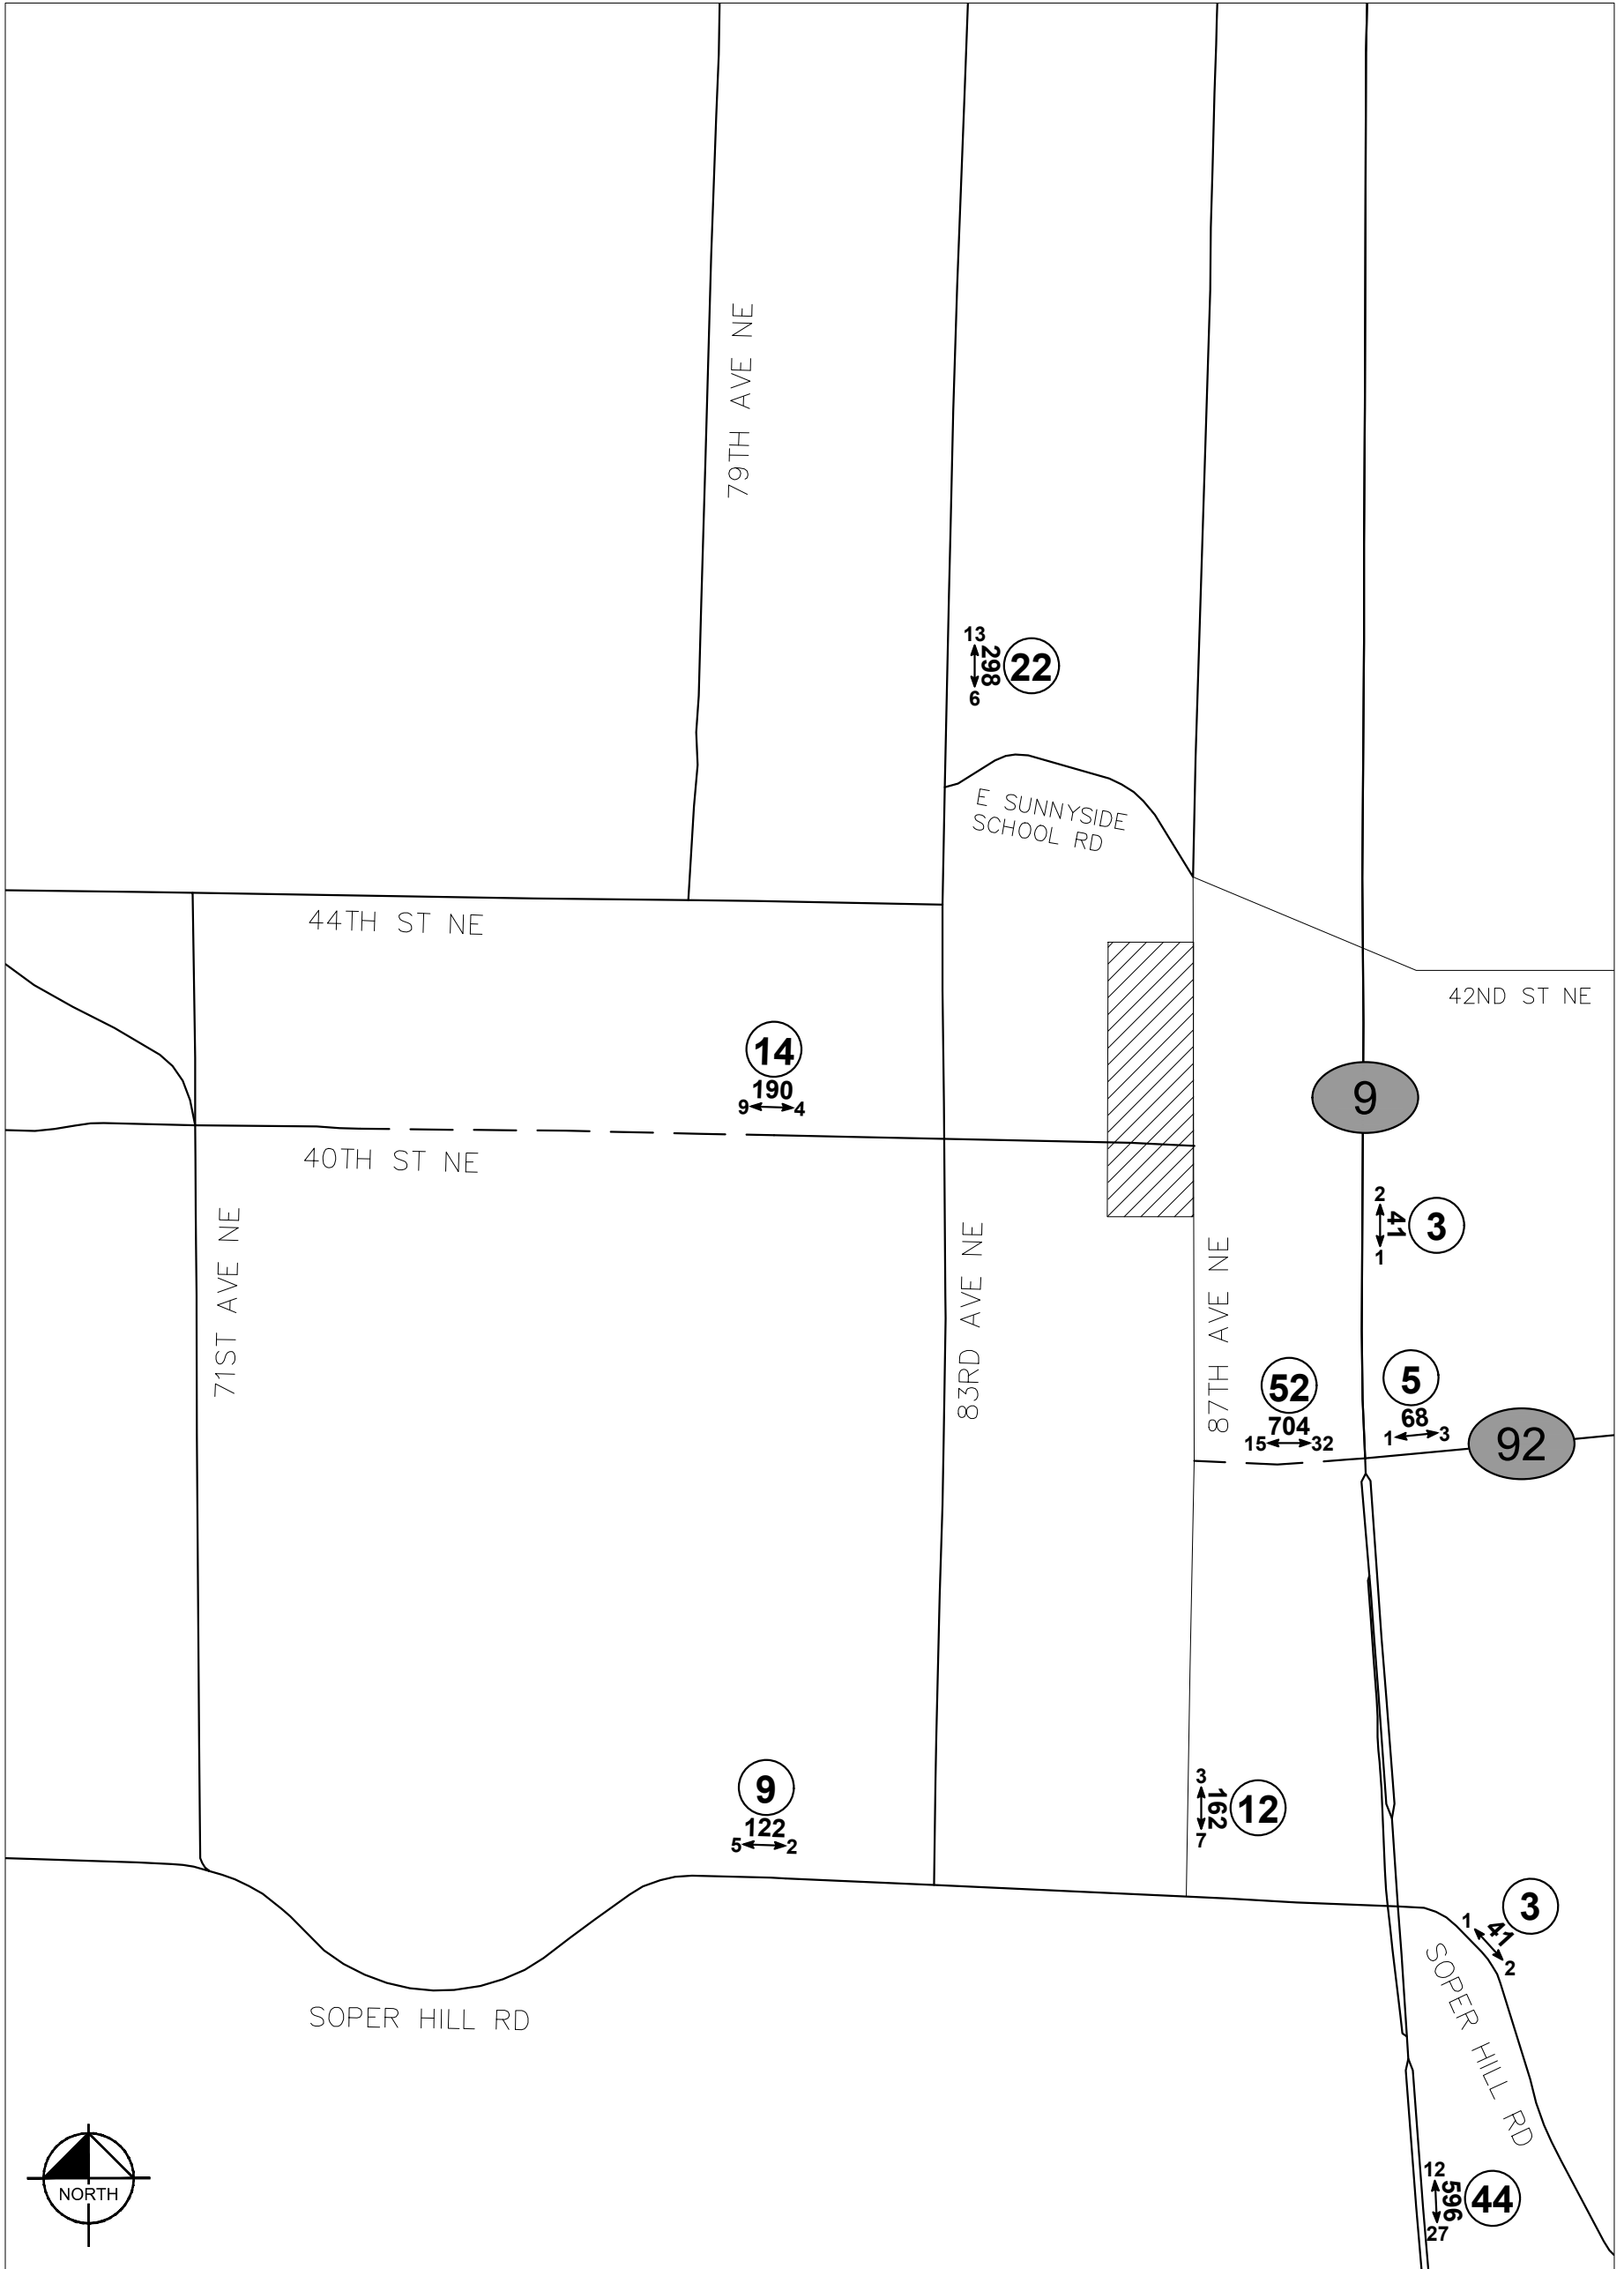 79TH AVE NE
13
298
22
6
E SUNNYSIDE
SCHOOL RD
44TH ST NE
42ND ST NE
14
190
9 4
40TH ST NE
9
2
41
3
1
71ST AVE NE
83RD AVE NE
87TH AVE NE
52
704
15 32
5
68
1 3
92
9
122
5 2
3
162
12
7
3
1
41
2
SOPER HILL RD
SOPER HILL RD
NORTH
12
596
44
27